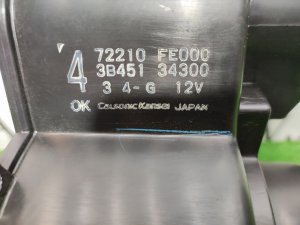 4 72210 FE000
3B451 34300
3 4-G 12V
OK Calsonic Kansei JAPAN